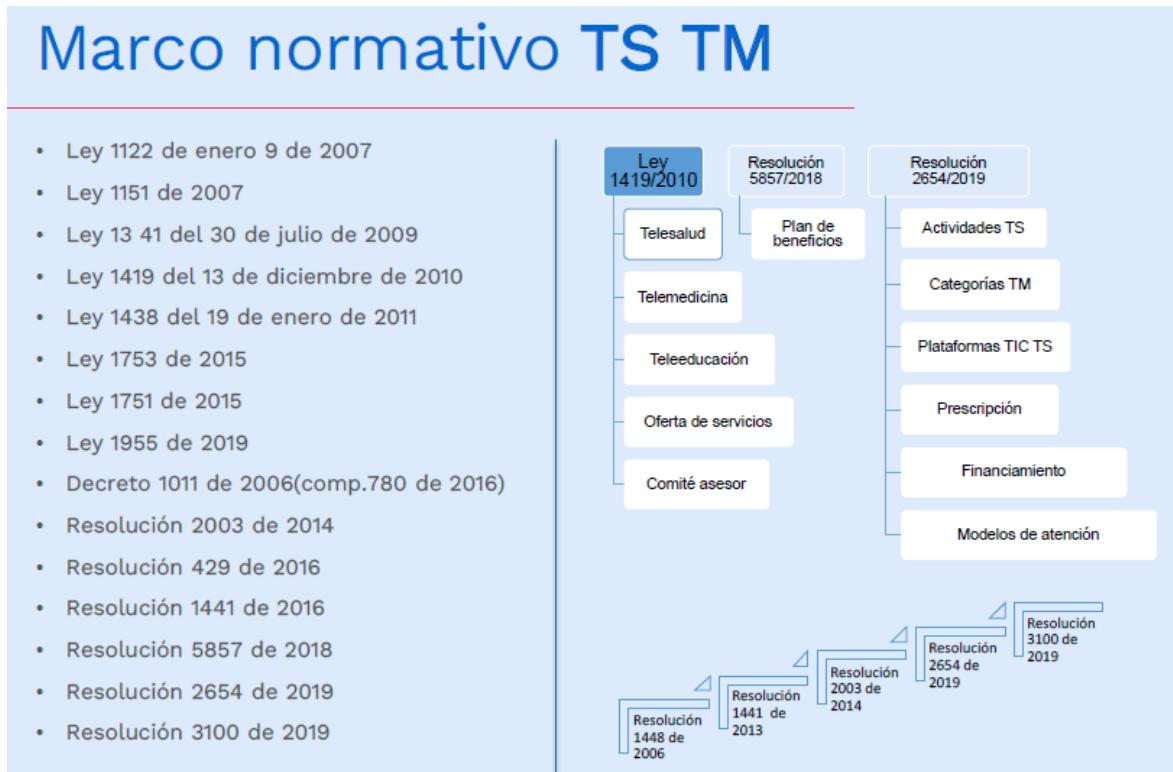 Marco normativo TS TM
• Ley 1122 de enero 9 de 2007
• Ley 1151 de 2007
• Ley 13 41 del 30 de julio de 2009
• Ley 1419 del 13 de diciembre de 2010
• Ley 1438 del 19 de enero de 2011
• Ley 1753 de 2015
• Ley 1751 de 2015
• Ley 1955 de 2019
• Decreto 1011 de 2006(comp.780 de 2016)
• Resolución 2003 de 2014
• Resolución 429 de 2016
• Resolución 1441 de 2016
• Resolución 5857 de 2018
• Resolución 2654 de 2019
• Resolución 3100 de 2019
Ley
1419/2010
Telesalud
Telemedicina
Teleeducación
Oferta de servicios
Comité asesor
Resolución
5857/2018
Plan de
beneficios
Resolución
2654/2019
Actividades TS
Categorías TM
Plataformas TIC TS
Prescripción
Financiamiento
Modelos de atención
Resolución
1448 de
2006
Resolución
1441 de
2013
Resolución
2003 de
2014
Resolución
2654 de
2019
Resolución
3100 de
2019